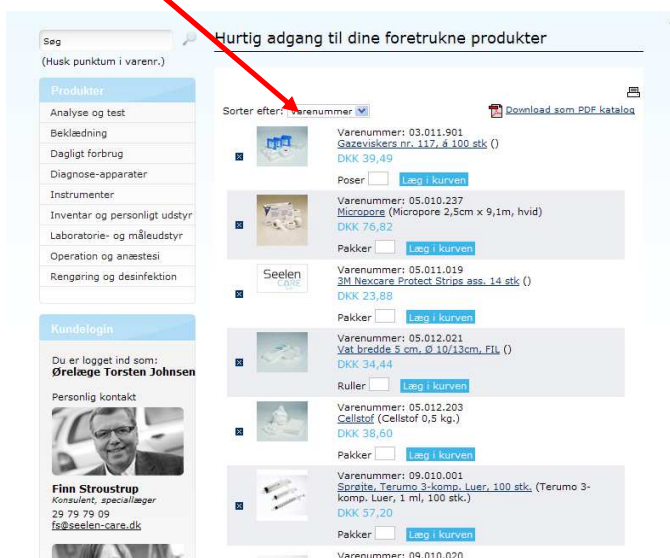 Søg
(Husk punktum i varenr.)
Produkter
Analyse og test
Beklædning
Dagligt forbrug
Diagnose-apparater
Instrumenter
Inventar og personligt udstyr
Laboratorie- og måleudstyr
Operation og anæstesi
Rengøring og desinfektion
Kundelogin
Du er logget ind som:
Ørelæge Torsten Johnsen
Personlig kontakt
Finn Stroustrup
Konsulent, speciallæger
29 79 79 09
fs@seelen-care.dk
Hurtig adgang til dine foretrukne produkter
Sorter efter: Varenummer
Download som PDF katalog
Varenummer: 03.011.901
Gazeviskers nr. 117, á 100 stk ()
DKK 39,49
Poser Læg i kurven
Varenummer: 05.010.237
Micropore (Micropore 2,5cm x 9,1m, hvid)
DKK 76,82
Pakker Læg i kurven
Seelen
CARE
Varenummer: 05.011.019
3M Nexcare Protect Strips ass. 14 stk ()
DKK 23,88
Pakker Læg i kurven
Varenummer: 05.012.021
Vat bredde 5 cm, Ø 10/13cm, FIL ()
DKK 34,44
Ruller Læg i kurven
Varenummer: 05.012.203
Cellstof (Cellstof 0,5 kg.)
DKK 38,60
Pakker Læg i kurven
Varenummer: 09.010.001
Sprøjte, Terumo 3-komp. Luer, 100 stk. (Terumo 3-
komp. Luer, 1 ml, 100 stk.)
DKK 57,20
Pakker Læg i kurven
Varenummer: 09.010.020